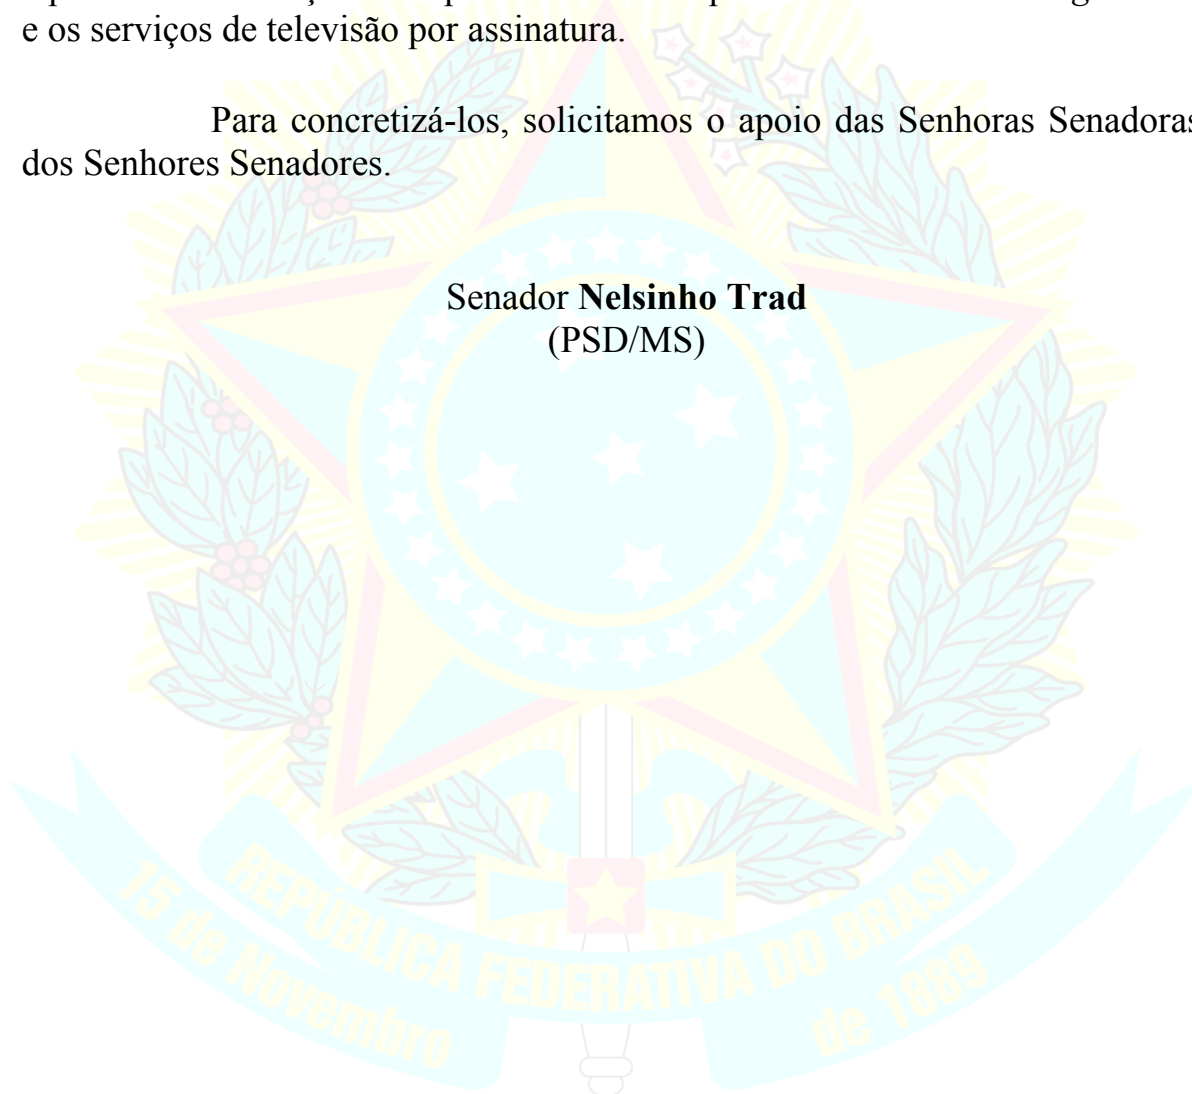 e os serviços de televisão por assinatura.
Para concretizá-los, solicitamos o apoio das Senhoras Senadoras
dos Senhores Senadores.
Senador Nelsinho Trad
(PSD/MS)
REPÚBLICA FEDERATIVA DO BRASIL
15 de Novembro
de 1889